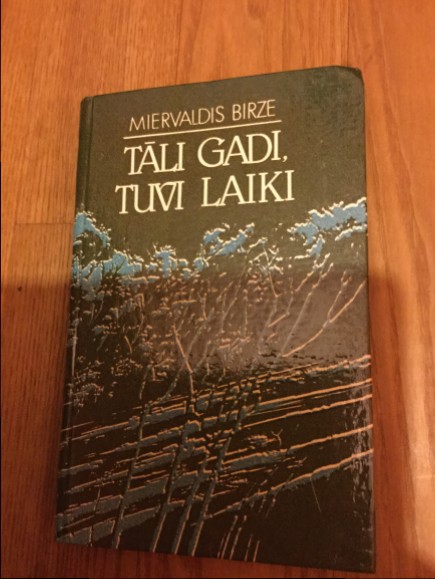 MIERVALDIS BIRZE
TĀLI GADI,
TUVI LAIKI